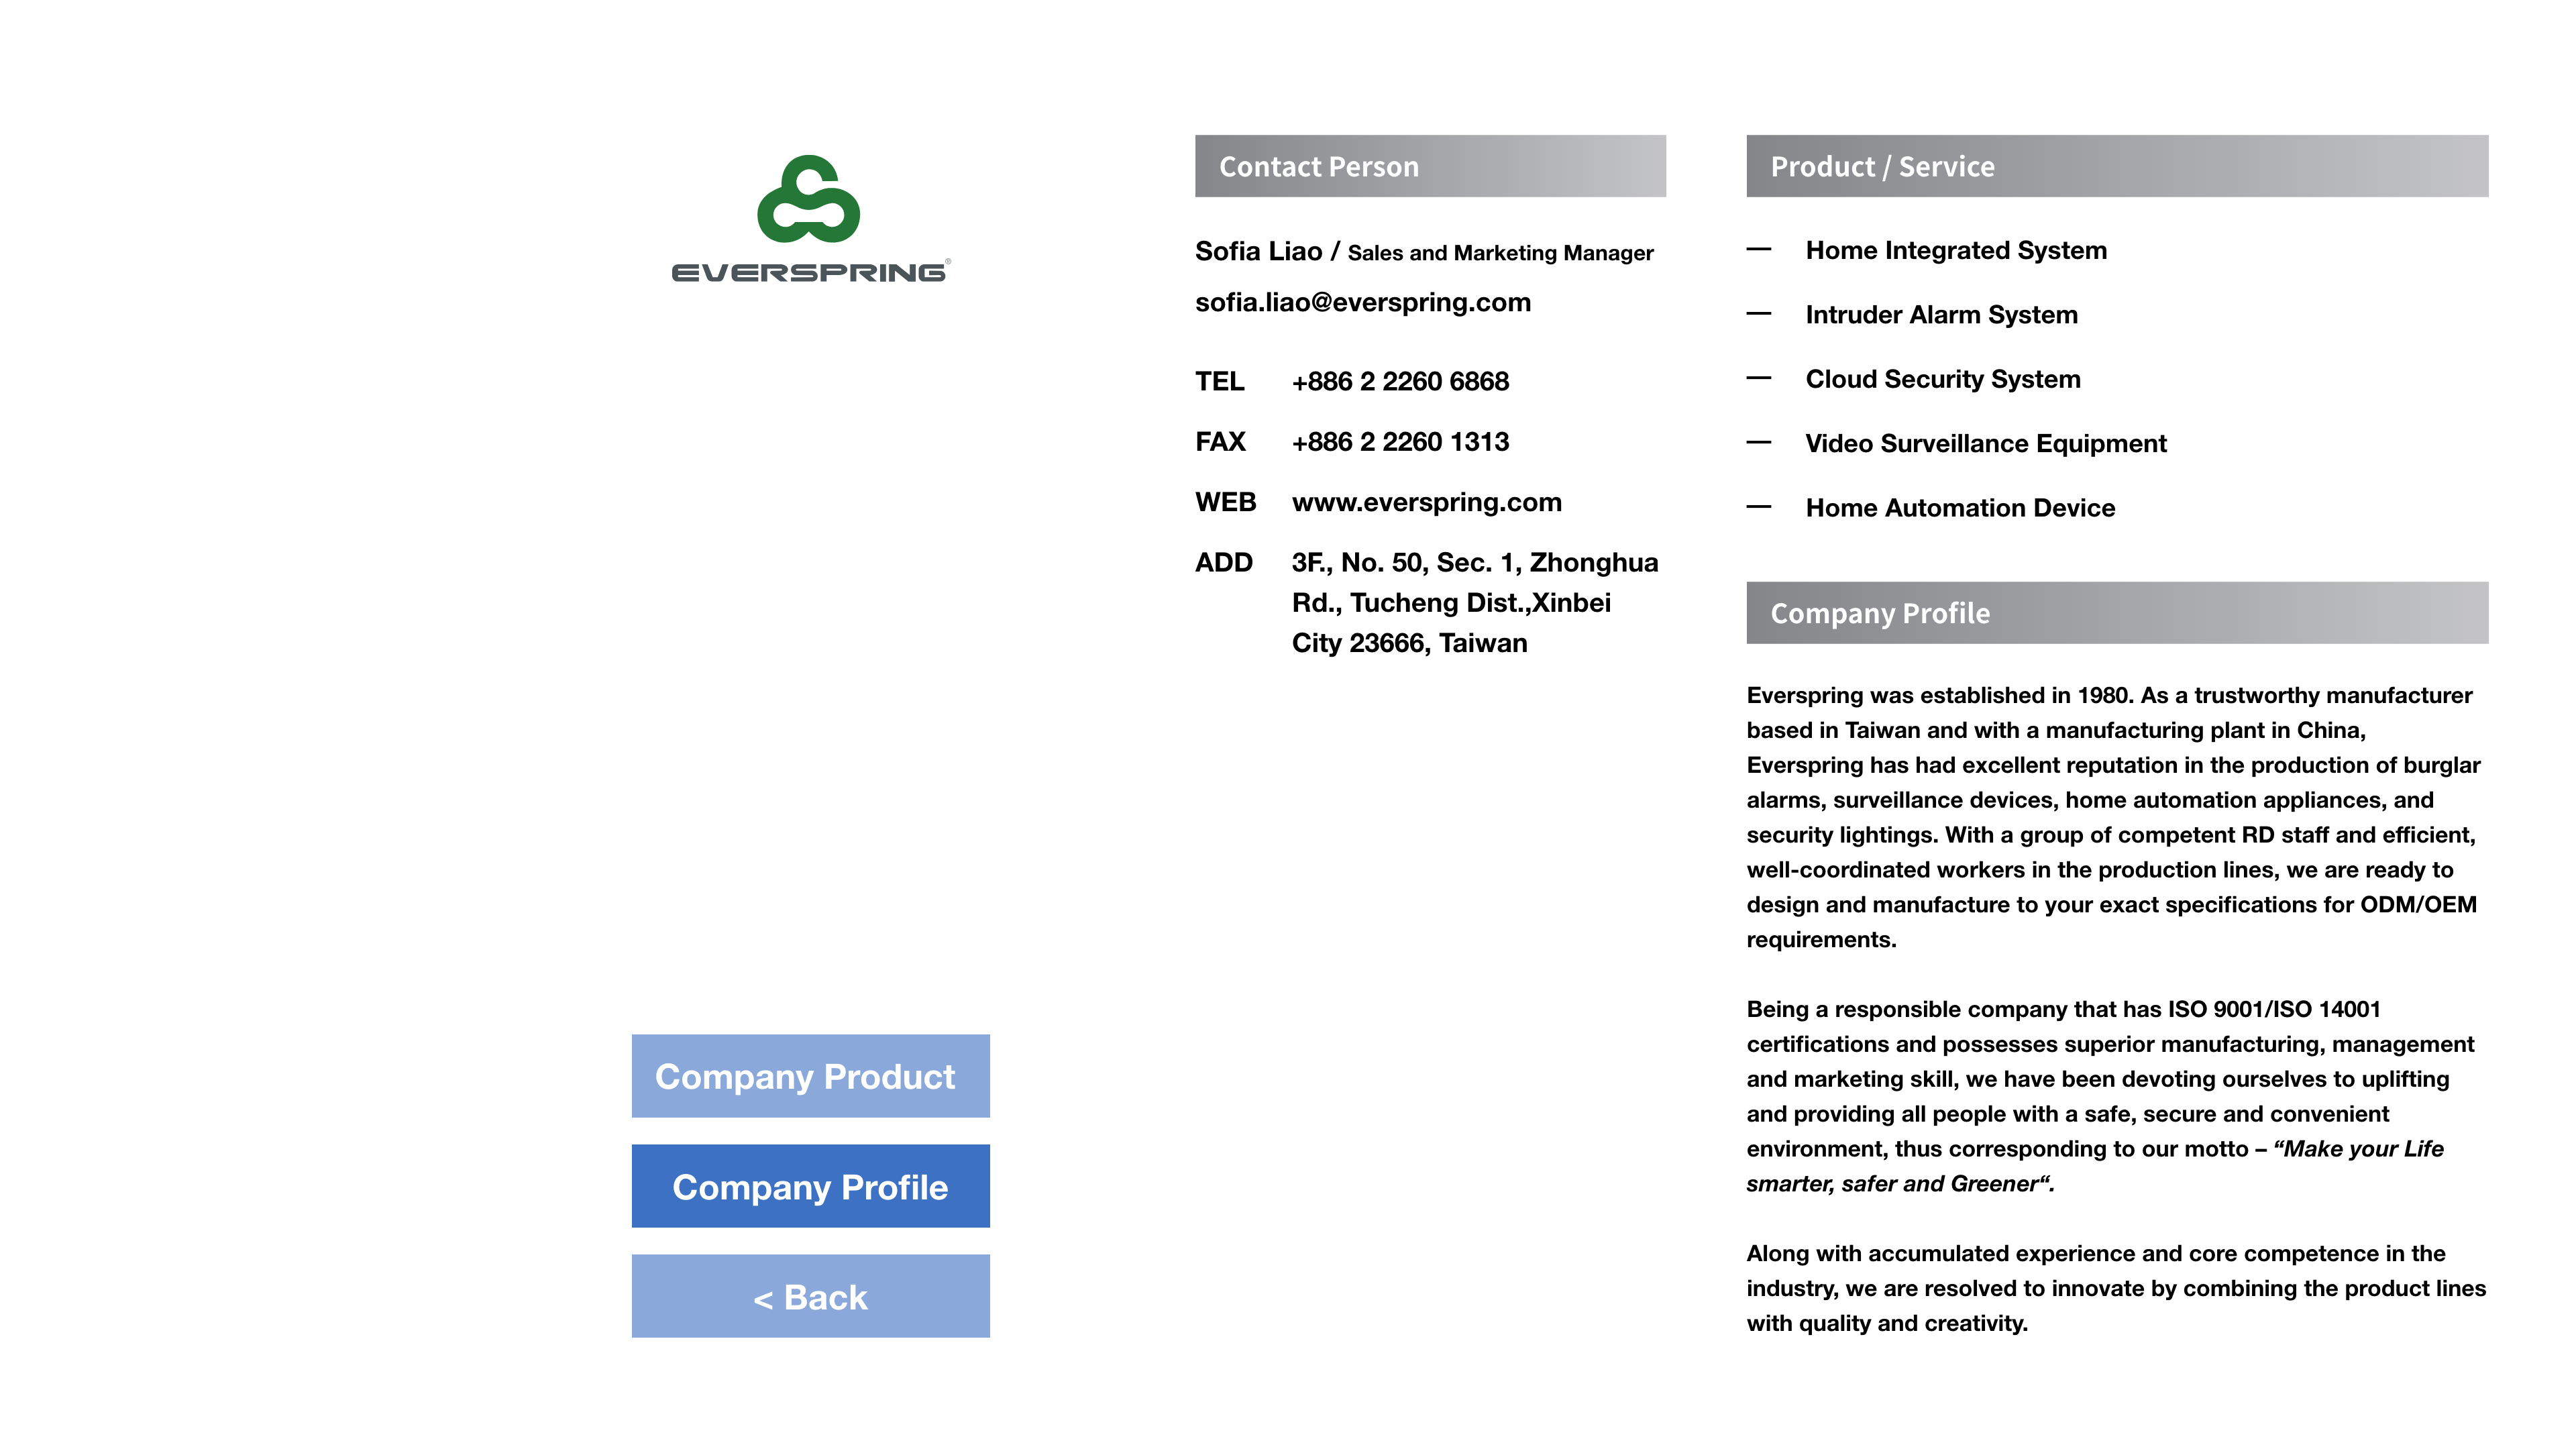 EVERSPRING®
Company Product
Company Profile
< Back
Contact Person
Sofia Liao / Sales and Marketing Manager
sofia.liao@everspring.com
TEL +886 2 2260 6868
FAX +886 2 2260 1313
WEB www.everspring.com
ADD 3F., No. 50, Sec. 1, Zhonghua
Rd., Tucheng Dist.,Xinbei
City 23666, Taiwan
Product / Service
— Home Integrated System
— Intruder Alarm System
— Cloud Security System
— Video Surveillance Equipment
— Home Automation Device
Company Profile
Everspring was established in 1980. As a trustworthy manufacturer
based in Taiwan and with a manufacturing plant in China,
Everspring has had excellent reputation in the production of burglar
alarms, surveillance devices, home automation appliances, and
security lightings. With a group of competent RD staff and efficient,
well-coordinated workers in the production lines, we are ready to
design and manufacture to your exact specifications for ODM/OEM
requirements.
Being a responsible company that has ISO 9001/ISO 14001
certifications and possesses superior manufacturing, management
and marketing skill, we have been devoting ourselves to uplifting
and providing all people with a safe, secure and convenient
environment, thus corresponding to our motto – “Make your Life
smarter, safer and Greener“.
Along with accumulated experience and core competence in the
industry, we are resolved to innovate by combining the product lines
with quality and creativity.